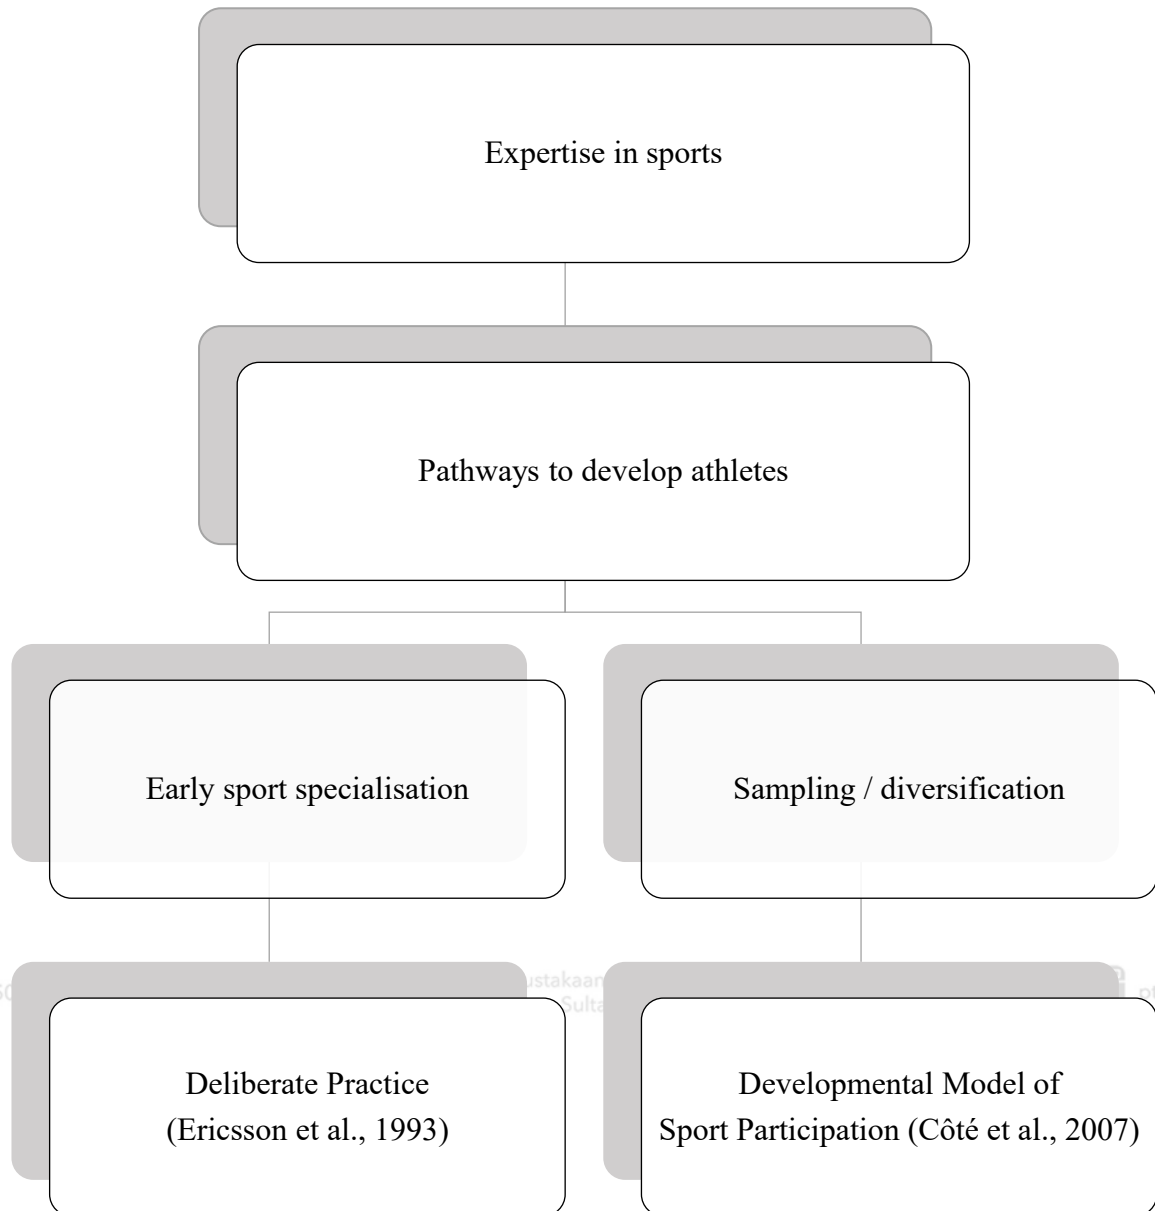 Expertise in sports
Pathways to develop athletes
Early sport specialisation
Sampling / diversification
Deliberate Practice
(Ericsson et al., 1993)
Developmental Model of
Sport Participation (Côté et al., 2007)